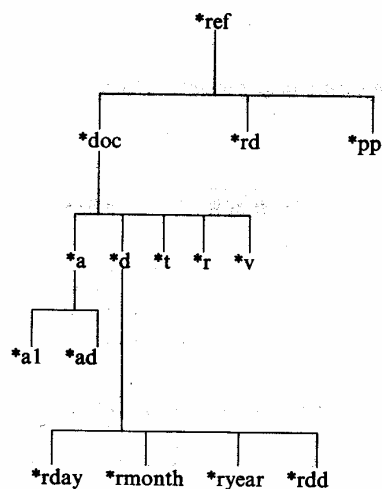 *ref
*doc *rd *pp
*a *d *t *r *v
*a1 *ad
*rday *rmonth *ryear *rdd